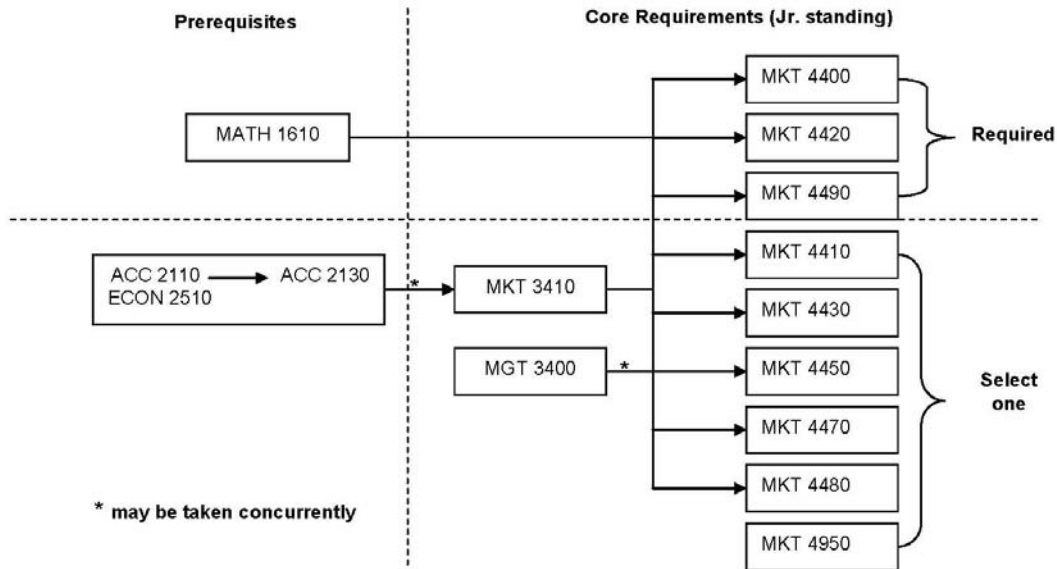 Prerequisites
Core Requirements (Jr. standing)
MKT 4400
MATH 1610
MKT 4420
Required
MKT 4490
ACC 2110 ACC 2130
ECON 2510
*
MKT 3410
MKT 4410
MKT 4430
MGT 3400
*
MKT 4450
Select
one
MKT 4470
MKT 4480
* may be taken concurrently
MKT 4950